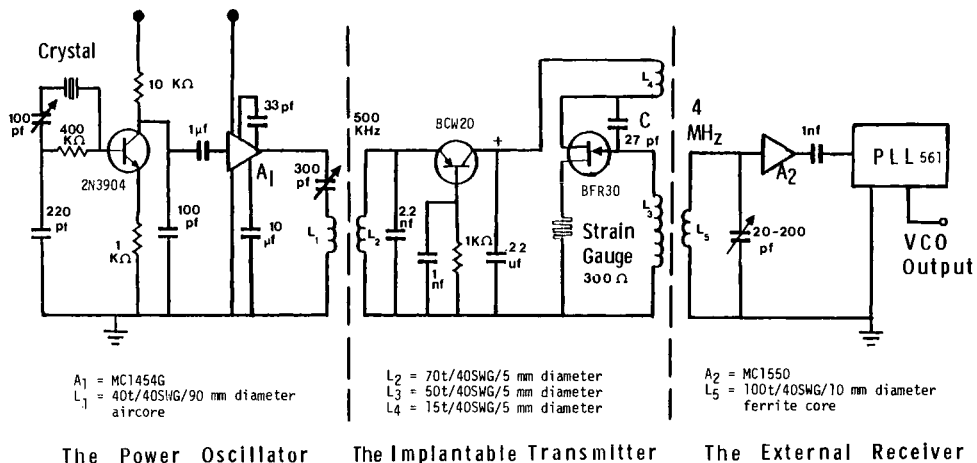 Crystal
100
pf
400
KΩ
2N3904
220
pf
1
KΩ
10 KΩ
100
pf
1μf
33pf
A1
10
μf
300
pf
L1
500
KHz
L2
2.2
nf
BCW20
1
nf
1KΩ
+
2.2
uf
L4
C
27 pf
BFR30
L3
Strain
Gauge
300Ω
4
MHz
L5
A2
1nf
20-200
pf
PLL 561
VCO
Output
A1 = MC1454G
L1 = 40t/40SWG/90 mm diameter
aircore
L2 = 70t/40SWG/5 mm diameter
L3 = 50t/40SWG/5 mm diameter
L4 = 15t/40SWG/5 mm diameter
A2 = MC1550
L5 = 100t/40SWG/10 mm diameter
ferrite core
The Power Oscillator
The Implantable Transmitter
The External Receiver